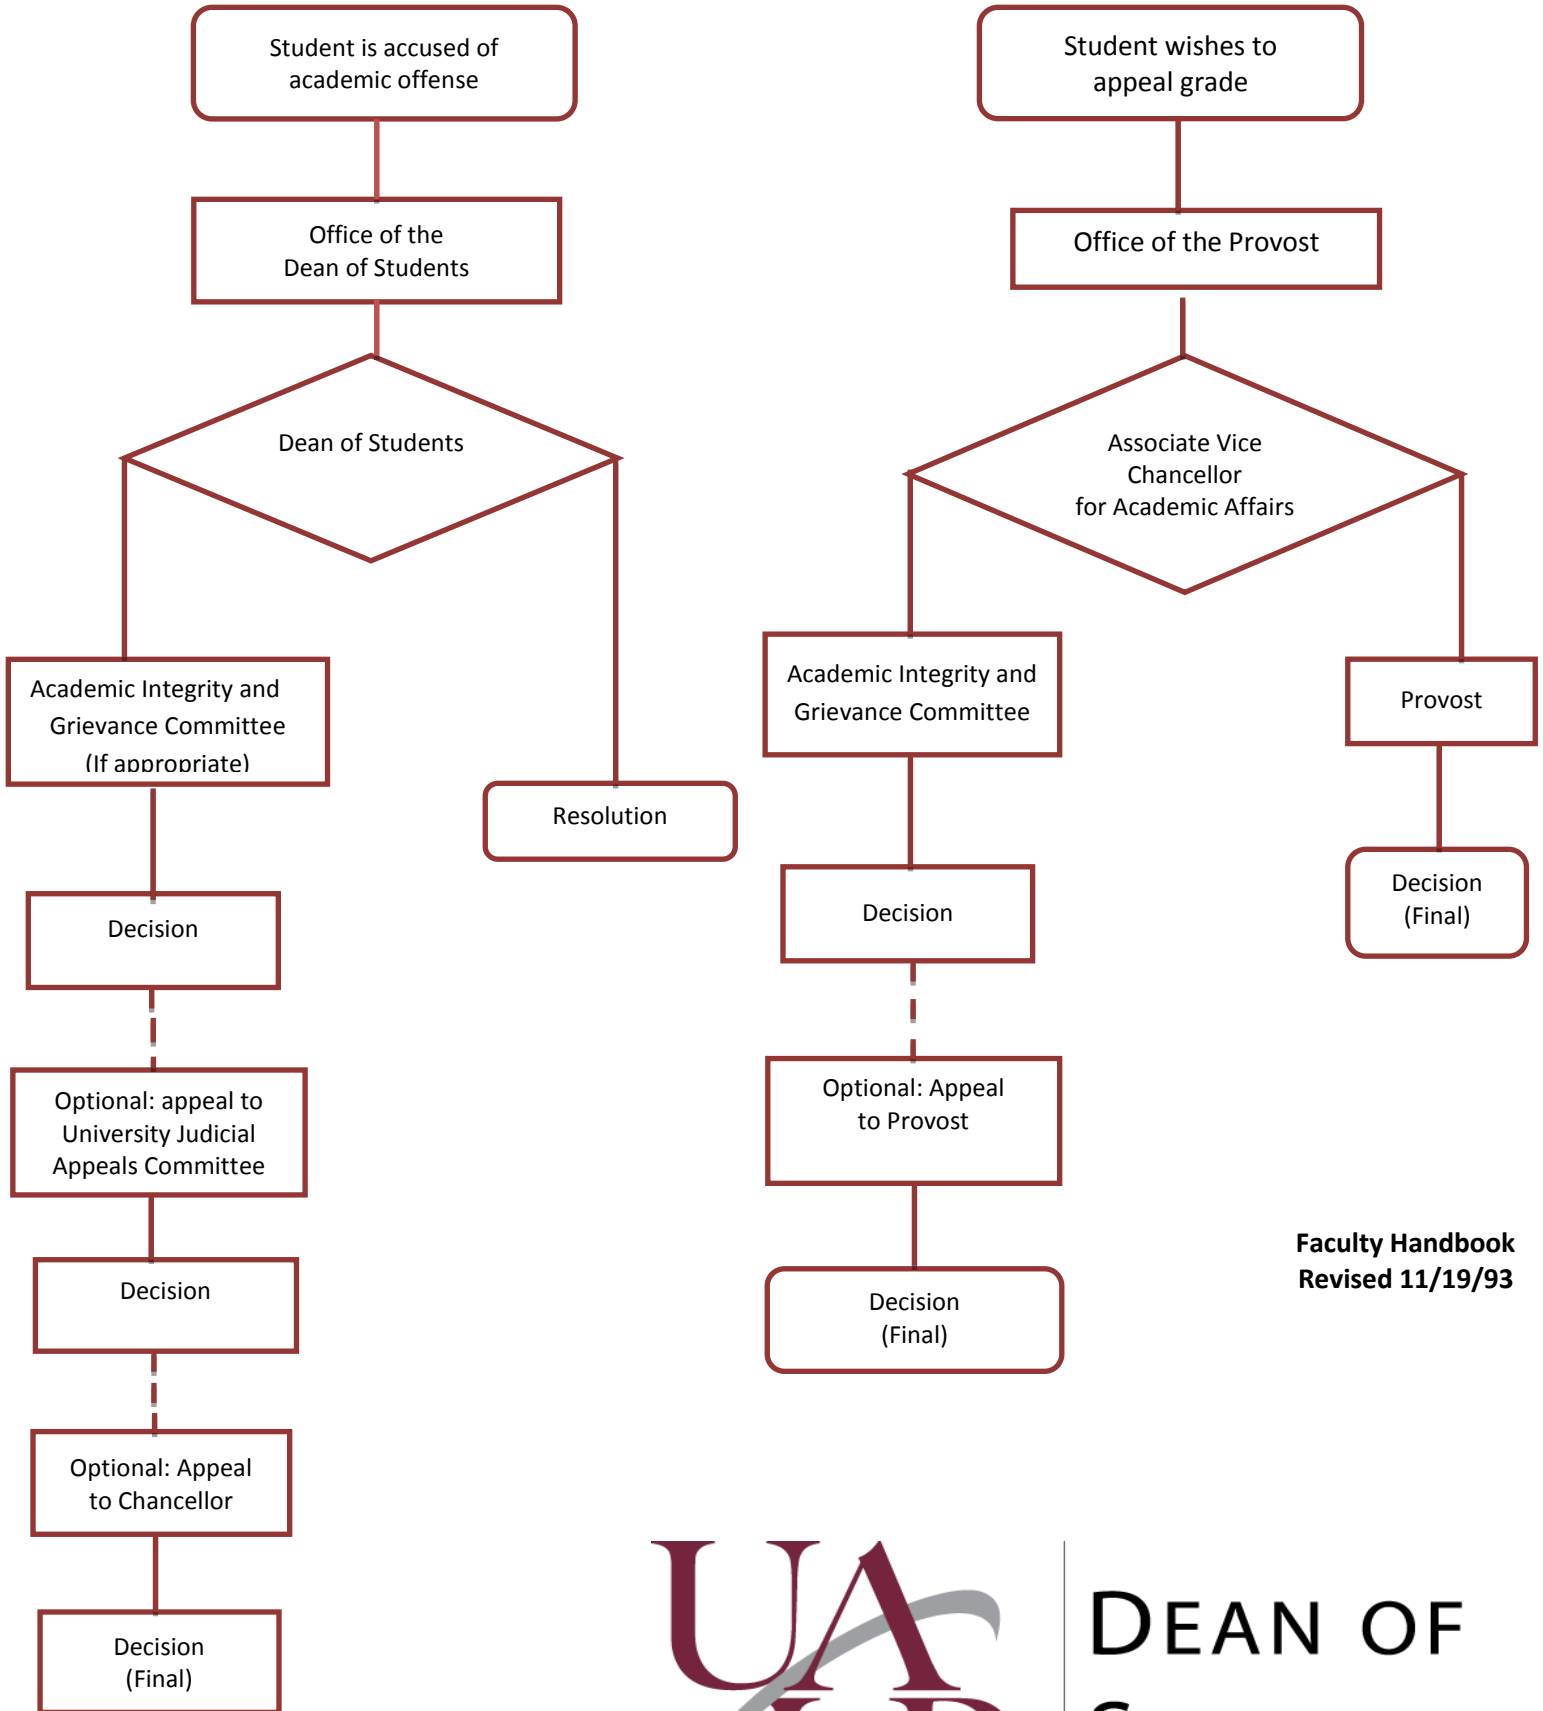 Student is accused of
academic offense
Office of the
Dean of Students
Dean of Students
Academic Integrity and
Grievance Committee
(If appropriate)
Resolution
Decision
Optional: appeal to
University Judicial
Appeals Committee
Decision
Optional: Appeal
to Chancellor
Decision
(Final)
Student wishes to
appeal grade
Office of the Provost
Associate Vice
Chancellor
for Academic Affairs
Academic Integrity and
Grievance Committee
Provost
Decision
(Final)
Decision
Optional: Appeal
to Provost
Decision
(Final)
Faculty Handbook
Revised 11/19/93
UA
DEAN OF